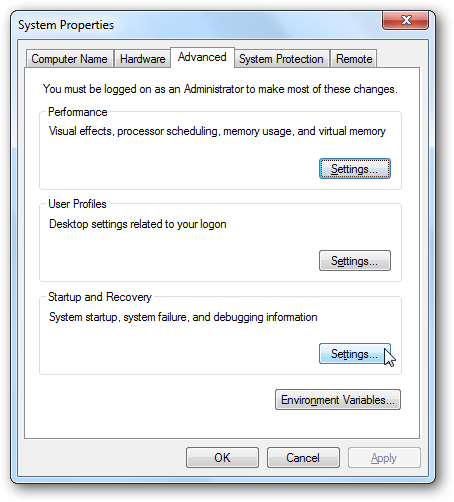 System Properties
Computer Name Hardware Advanced System Protection Remote
You must be logged on as an Administrator to make most of these changes.
Performance
Visual effects, processor scheduling, memory usage, and virtual memory
Settings...
User Profiles
Desktop settings related to your logon
Settings...
Startup and Recovery
System startup, system failure, and debugging information
Settings...
Environment Variables...
OK Cancel Apply